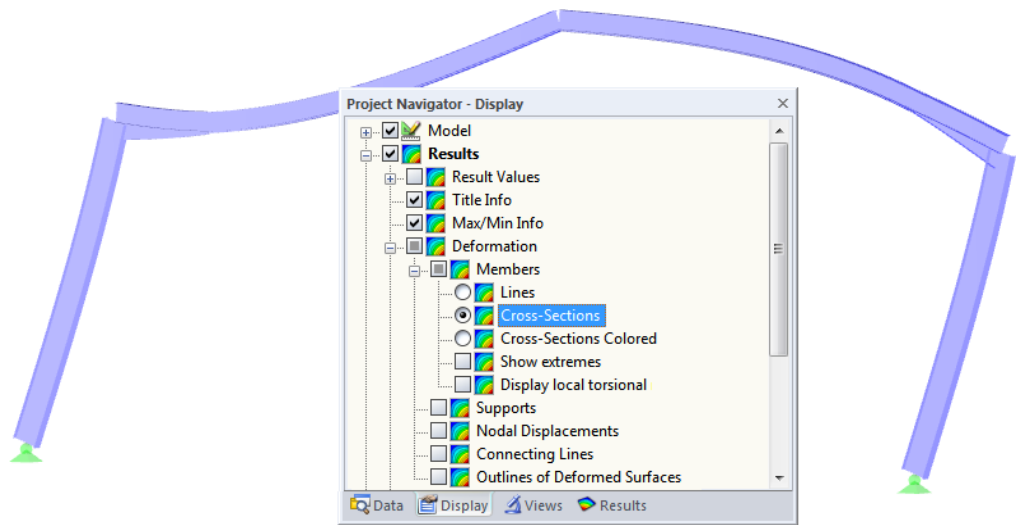 Project Navigator - Display
Model
Results
Result Values
Title Info
Max/Min Info
Deformation
Members
Lines
Cross-Sections
Cross-Sections Colored
Show extremes
Display local torsional
Supports
Nodal Displacements
Connecting Lines
Outlines of Deformed Surfaces
Data Display Views Results